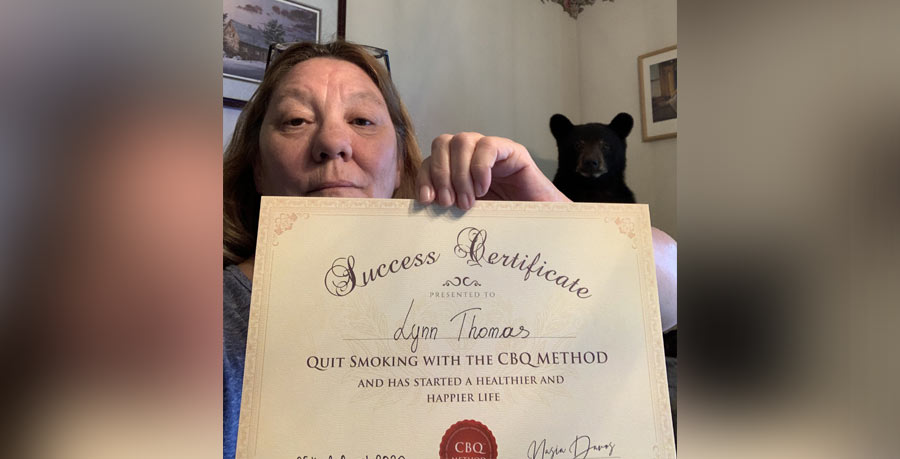 Success Certificate
PRESENTED TO
Lynn Thomas
QUIT SMOKING WITH THE CBQ METHOD
AND HAS STARTED A HEALTHIER AND
HAPPIER LIFE
CBQ
METHOD